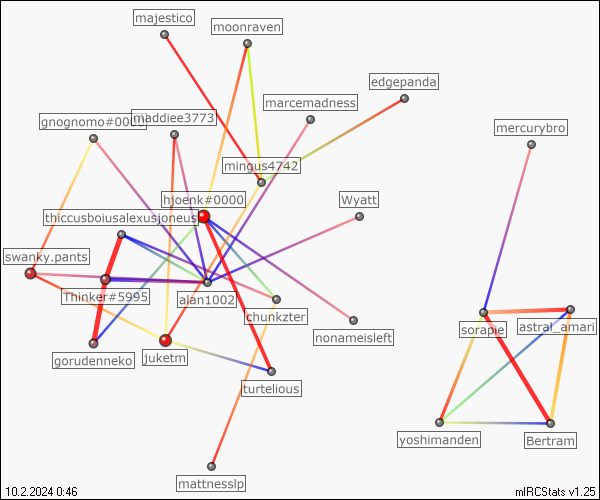 majestico
moonraven
edgepanda
marcemadness
gnognomo#0001
maddiee3773
mercurybro
mingus4742
hjoenk#0000
Wyatt
thiccusboiusalexusjoneus
swanky.pants
Thinker#5995
alan1002
chunkzter
nonameisleft
sorapie
astral_amari
gorudenneko
juketm
turtelious
yoshimanden
Bertram
mattnesslp
10.2.2024 0:46
mIRCStats v1.25